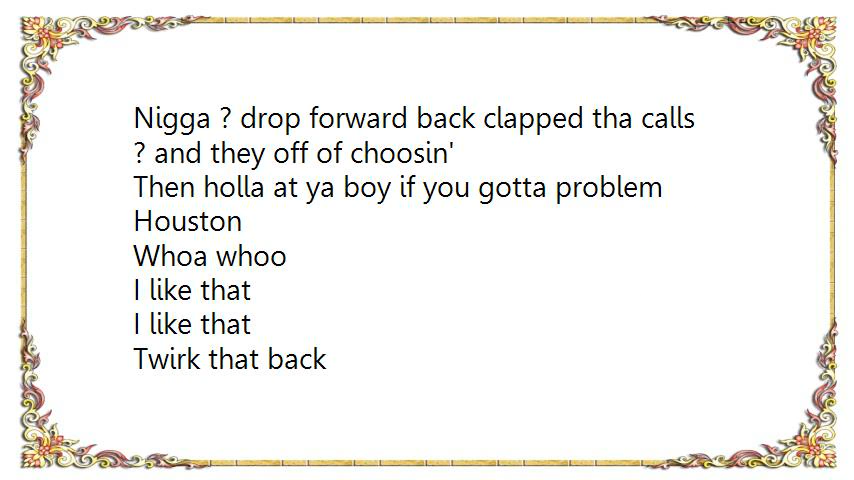 Nigga ? drop forward back clapped tha calls
? and they off of choosin'
Then holla at ya boy if you gotta problem
Houston
Whoa whoo
I like that
I like that
Twirk that back